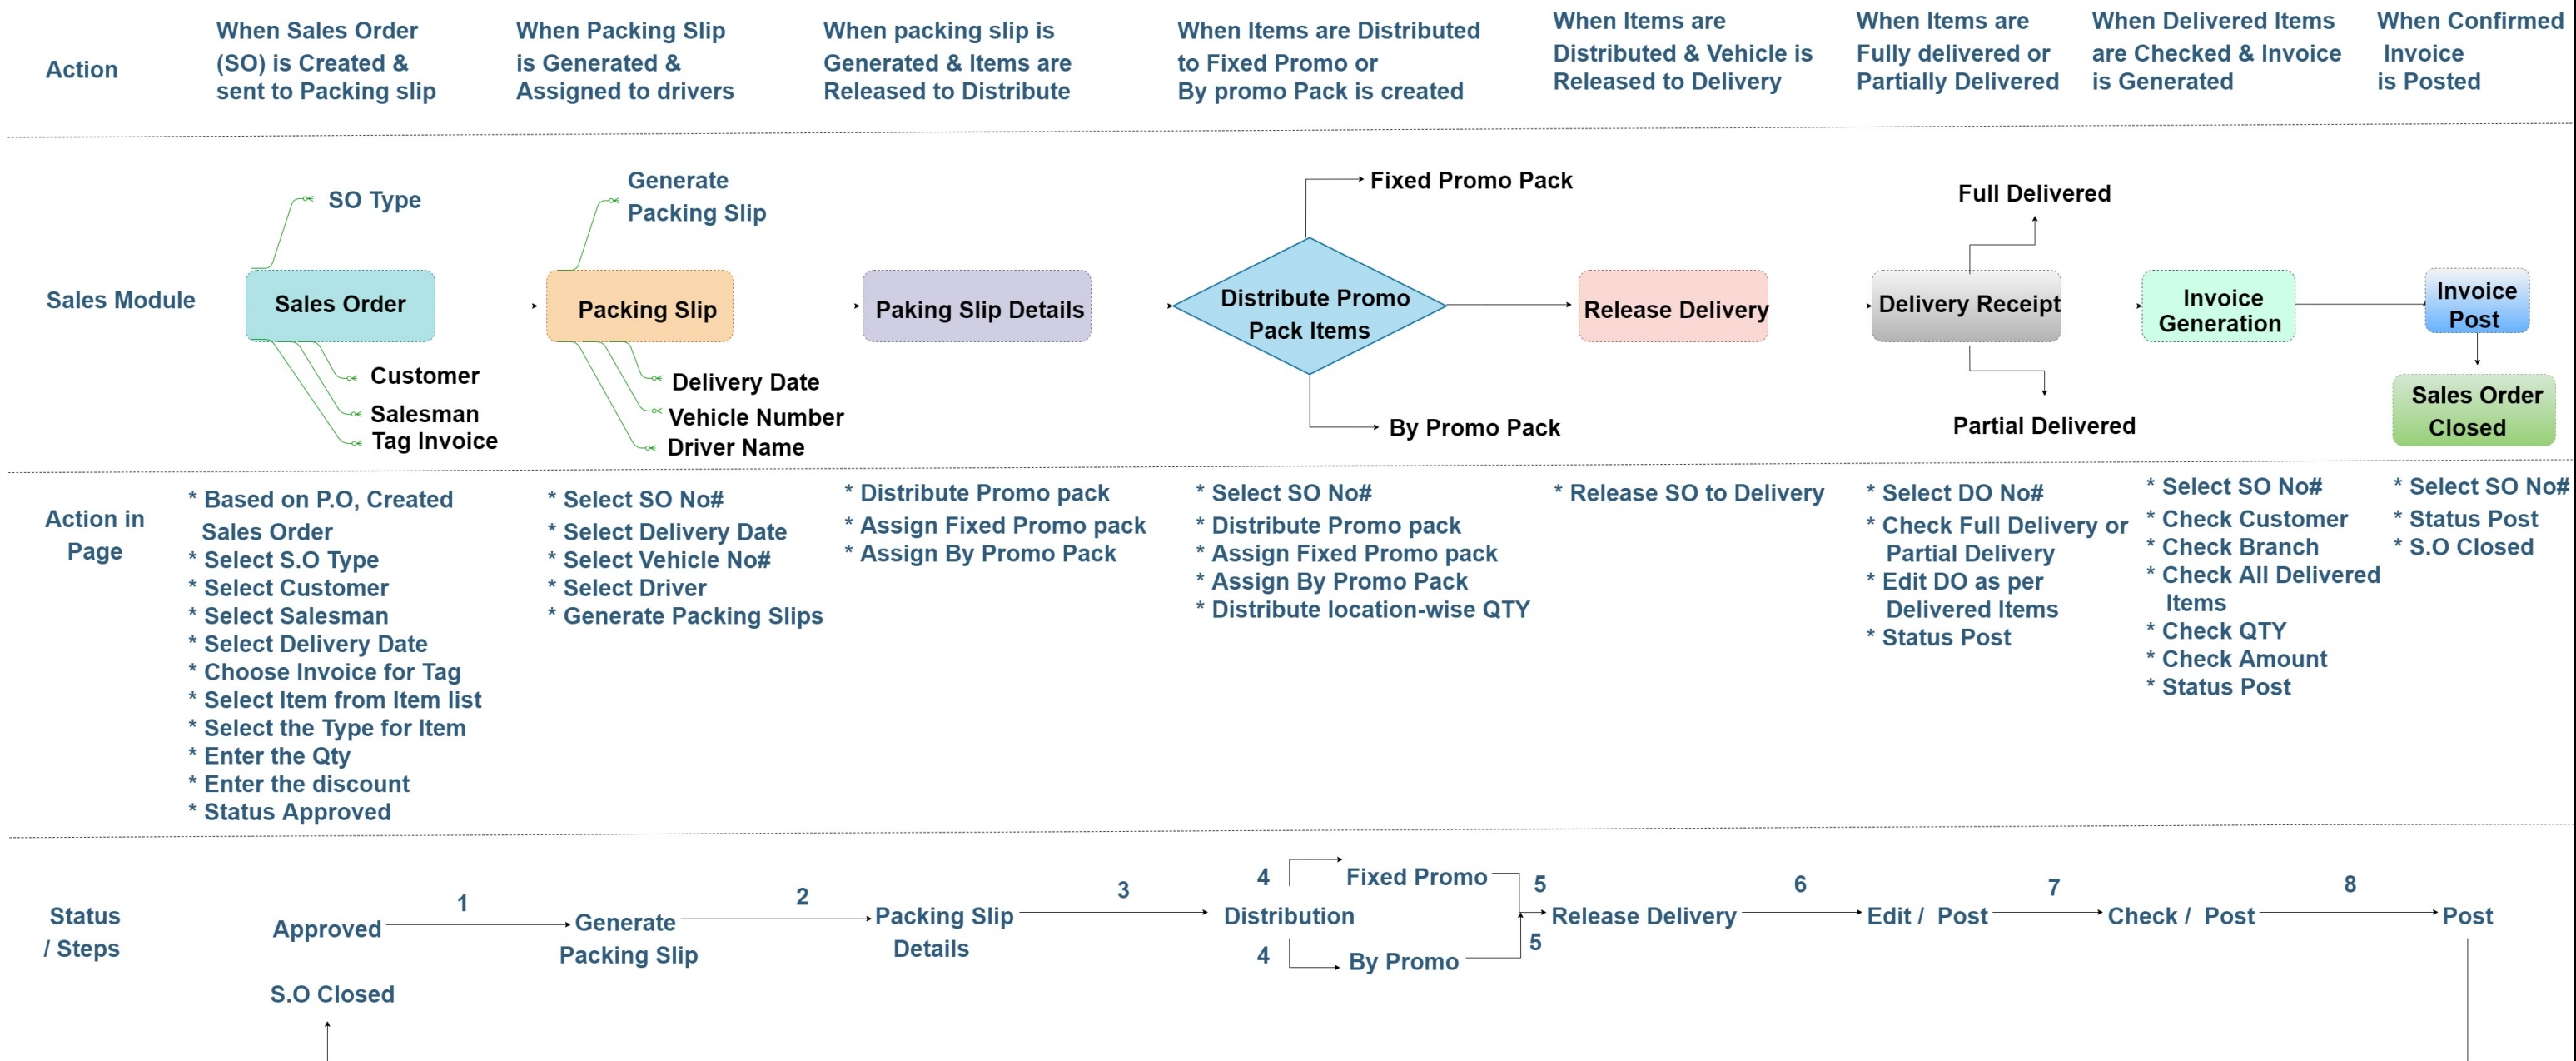 Action
When Sales Order
(SO) is Created &
sent to Packing slip
When Packing Slip
is Generated &
Assigned to drivers
When packing slip is
Generated & Items are
Released to Distribute
When Items are Distributed
to Fixed Promo or
By promo Pack is created
When Items are
Distributed & Vehicle is
Released to Delivery
When Items are
Fully delivered or
Partially Delivered
When Delivered Items
are Checked & Invoice
is Generated
When Confirmed
Invoice
is Posted
Sales Module
SO Type
Sales Order
Customer
Salesman
Tag Invoice
Generate
Packing Slip
Packing Slip
Delivery Date
Vehicle Number
Driver Name
Paking Slip Details
Fixed Promo Pack
Distribute Promo
Pack Items
By Promo Pack
Release Delivery
Full Delivered
Delivery Receipt
Partial Delivered
Invoice
Generation
Invoice
Post
Sales Order
Closed
Action in
Page
* Based on P.O, Created
Sales Order
* Select S.O Type
* Select Customer
* Select Salesman
* Select Delivery Date
* Choose Invoice for Tag
* Select Item from Item list
* Select the Type for Item
* Enter the Qty
* Enter the discount
* Status Approved
* Select SO No#
* Select Delivery Date
* Select Vehicle No#
* Select Driver
* Generate Packing Slips
* Distribute Promo pack
* Assign Fixed Promo pack
* Assign By Promo Pack
* Select SO No#
* Distribute Promo pack
* Assign Fixed Promo pack
* Assign By Promo Pack
* Distribute location-wise QTY
* Release SO to Delivery
* Select DO No#
* Check Full Delivery or
Partial Delivery
* Edit DO as per
Delivered Items
* Status Post
* Select SO No#
* Check Customer
* Check Branch
* Check All Delivered
Items
* Check QTY
* Check Amount
* Status Post
* Select SO No#
* Status Post
* S.O Closed
Status
/ Steps
Approved
1
Generate
Packing Slip
2
Packing Slip
Details
3
4
Fixed Promo
5
Distribution
4
By Promo
5
Release Delivery
6
Edit / Post
7
Check / Post
8
Post
S.O Closed